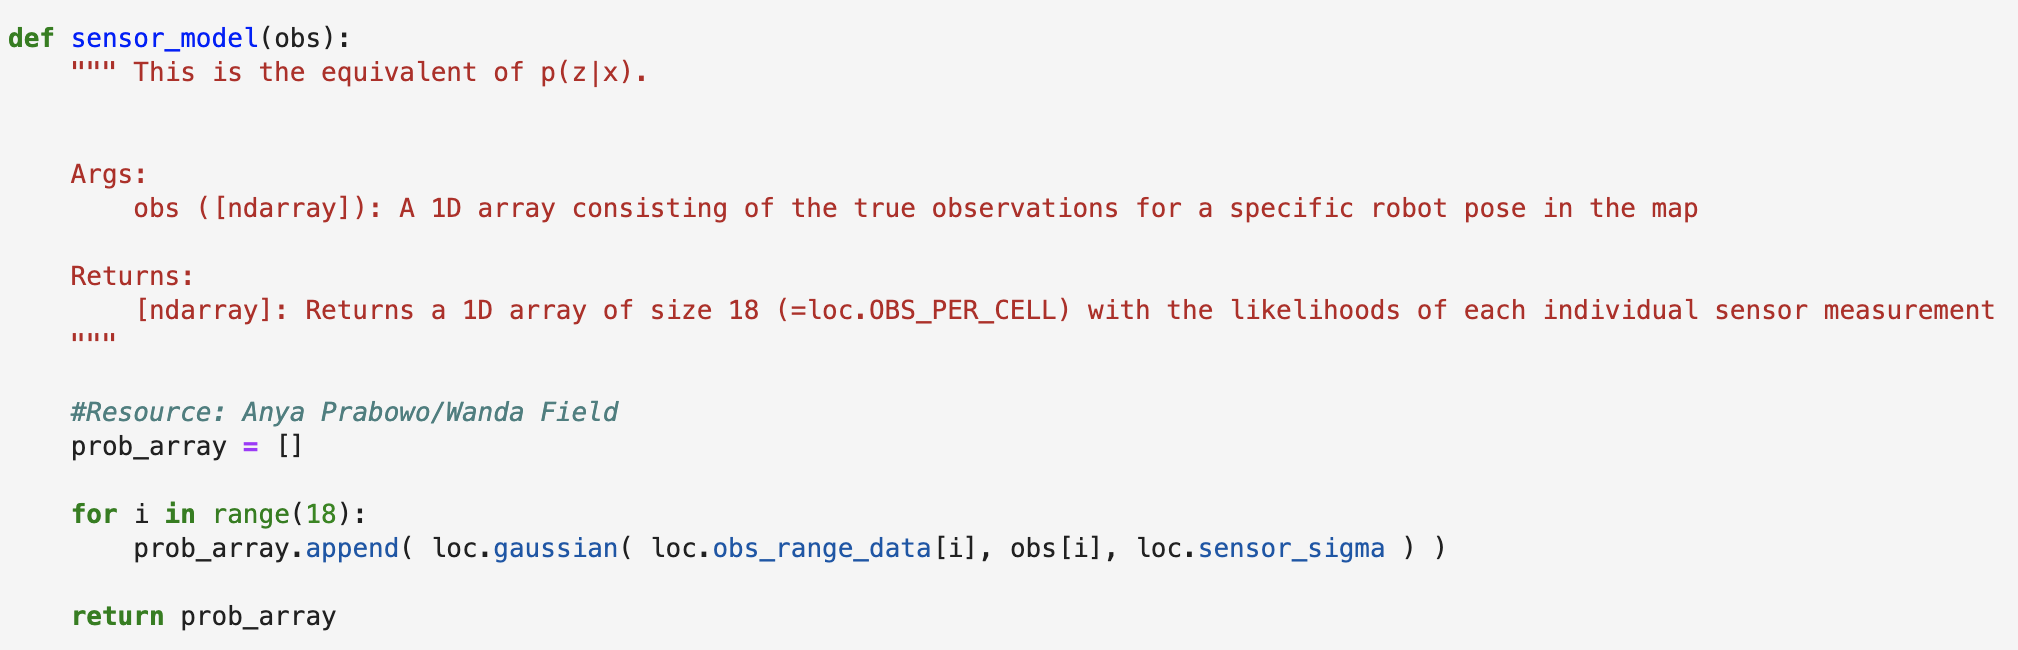 def sensor_model(obs):
    """ This is the equivalent of p(z|x).
    Args:
        obs ([ndarray]): A 1D array consisting of the true observations for a specific robot pose in the map
    Returns:
        [ndarray]: Returns a 1D array of size 18 (=loc.OBS_PER_CELL) with the likelihoods of each individual sensor measurement
    """
    #Resource: Anya Prabowo/Wanda Field
    prob_array = []
    for i in range(18):
        prob_array.append( loc.gaussian( loc.obs_range_data[i], obs[i], loc.sensor_sigma ) )
    return prob_array